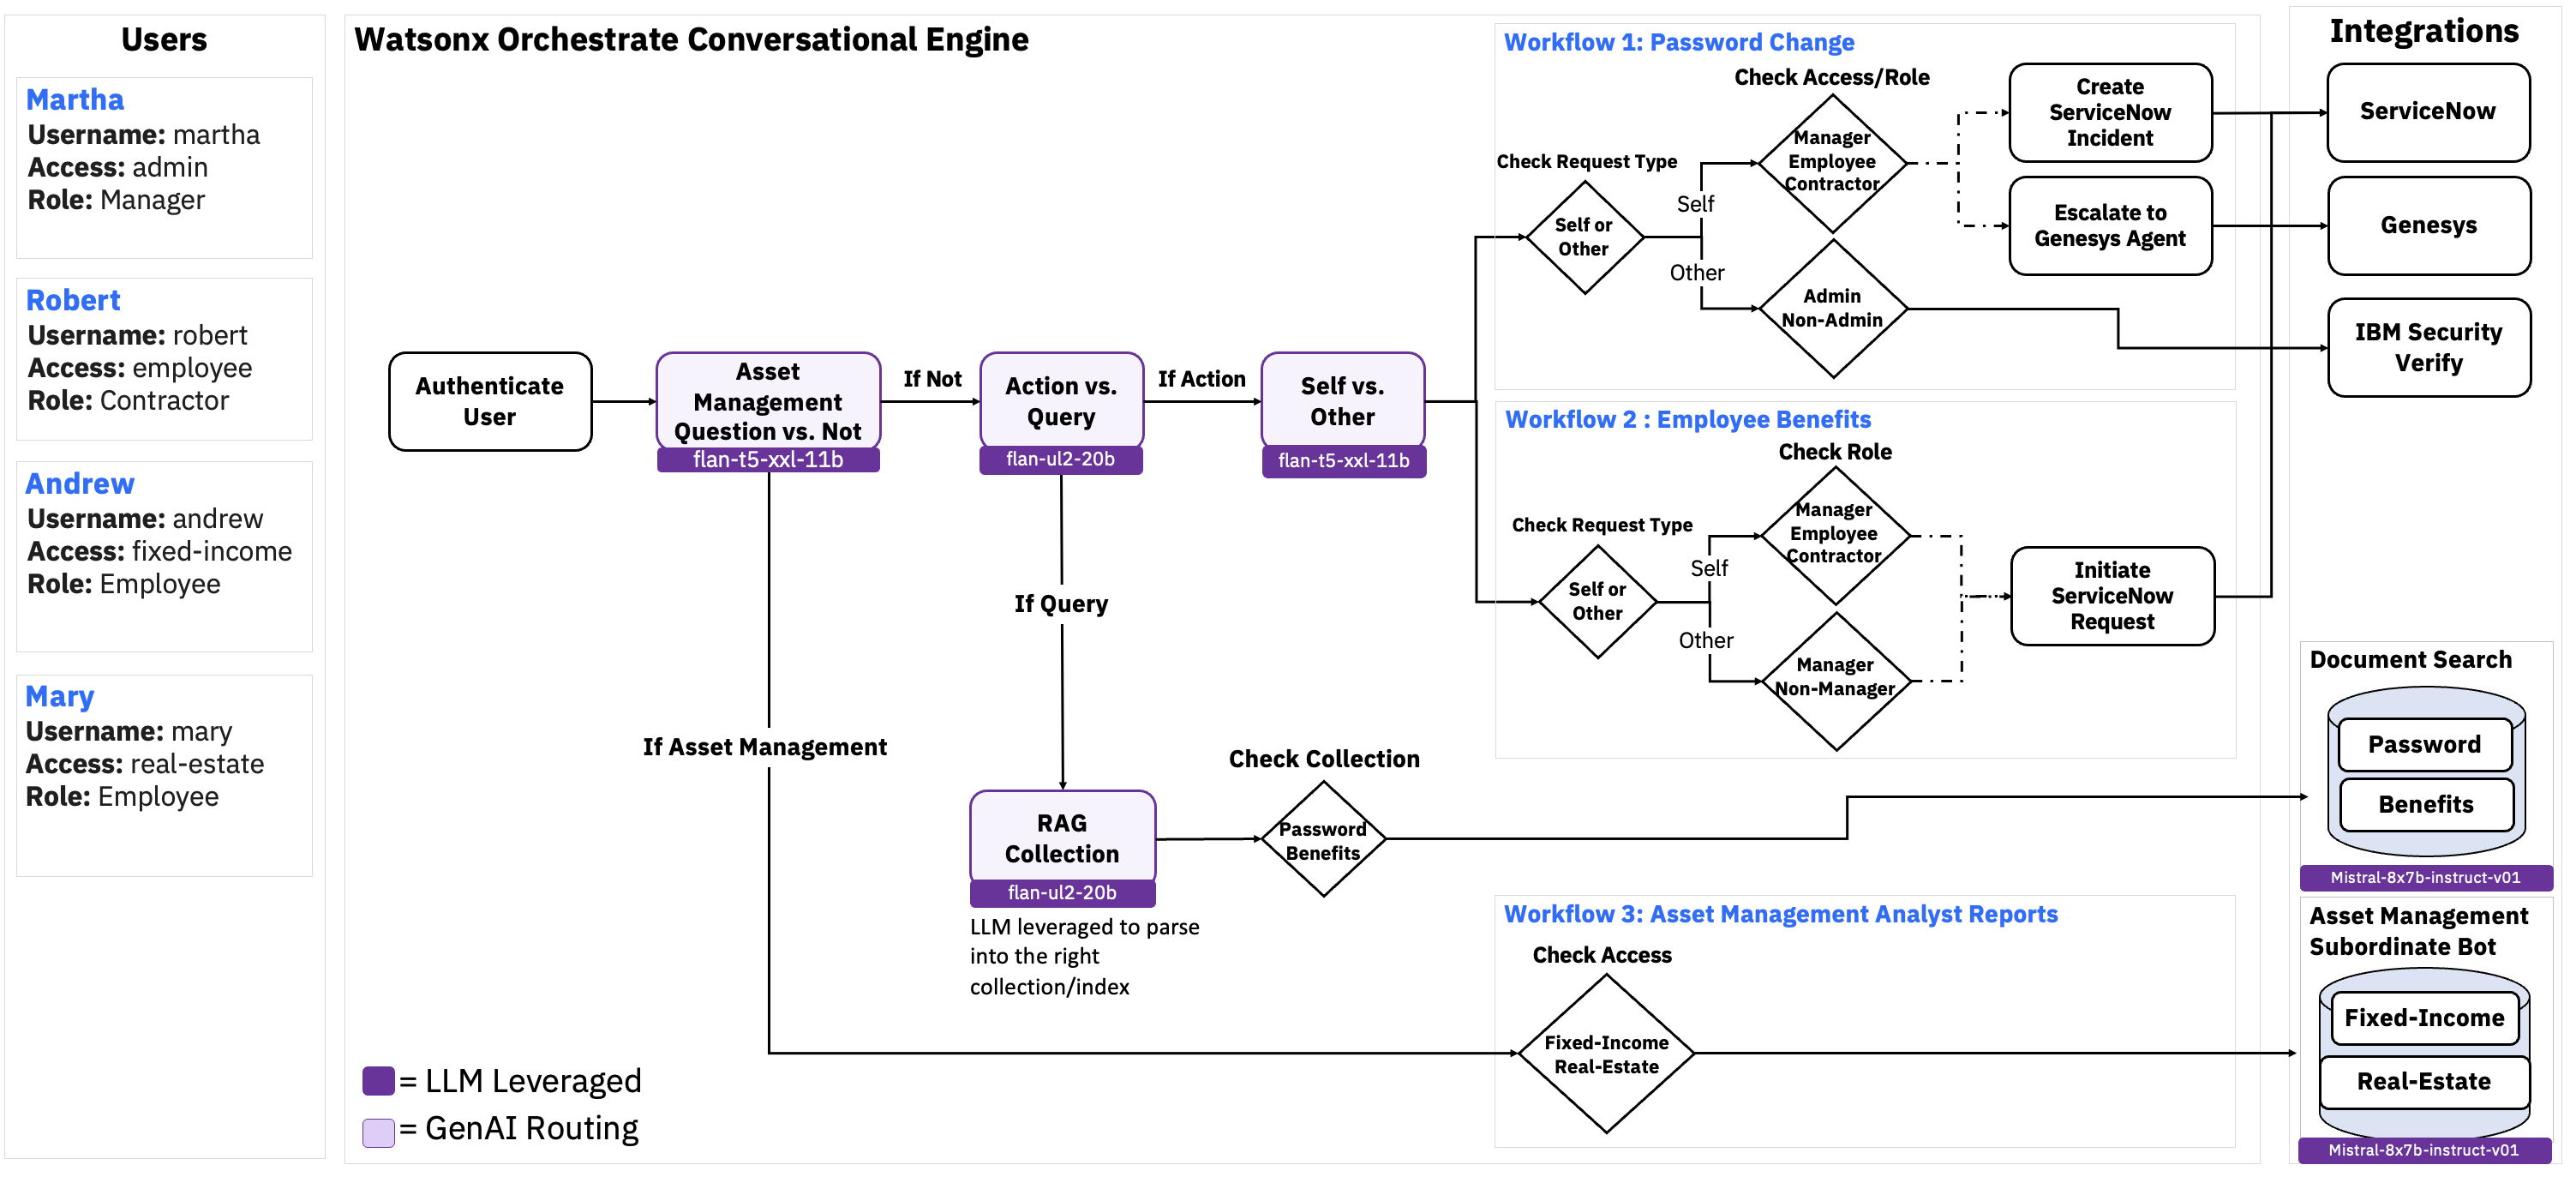 Users
Martha
Username: martha
Access: admin
Role: Manager
Robert
Username: robert
Access: employee
Role: Contractor
Andrew
Username: andrew
Access: fixed-income
Role: Employee
Mary
Username: mary
Access: real-estate
Role: Employee
Watsonx Orchestrate Conversational Engine
Authenticate
User
Asset
Management
Question vs. Not
flan-t5-xxl-11b
If Not
Action vs.
Query
flan-ul2-20b
If Action
Self vs.
Other
flan-t5-xxl-11b
If Query
If Asset Management
RAG
Collection
flan-ul2-20b
LLM leveraged to parse
into the right
collection/index
Check Collection
Password
Benefits
= LLM Leveraged
= GenAI Routing
Workflow 1: Password Change
Check Request Type
Self or
Other
Self
Other
Check Access/Role
Manager
Employee
Contractor
Admin
Non-Admin
Create
ServiceNow
Incident
Escalate to
Genesys Agent
Workflow 2 : Employee Benefits
Check Request Type
Self or
Other
Self
Other
Check Role
Manager
Employee
Contractor
Manager
Non-Manager
Initiate
ServiceNow
Request
Workflow 3: Asset Management Analyst Reports
Check Access
Fixed-Income
Real-Estate
Integrations
ServiceNow
Genesys
IBM Security
Verify
Document Search
Password
Benefits
Mistral-8x7b-instruct-v01
Asset Management
Subordinate Bot
Fixed-Income
Real-Estate
Mistral-8x7b-instruct-v01